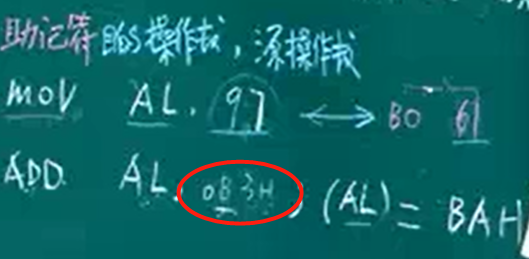 助记符 目的操作数,源操作数
MOV AL, 97 ⟷ B0 61
ADD AL, 0B3H, (AL)= BAH